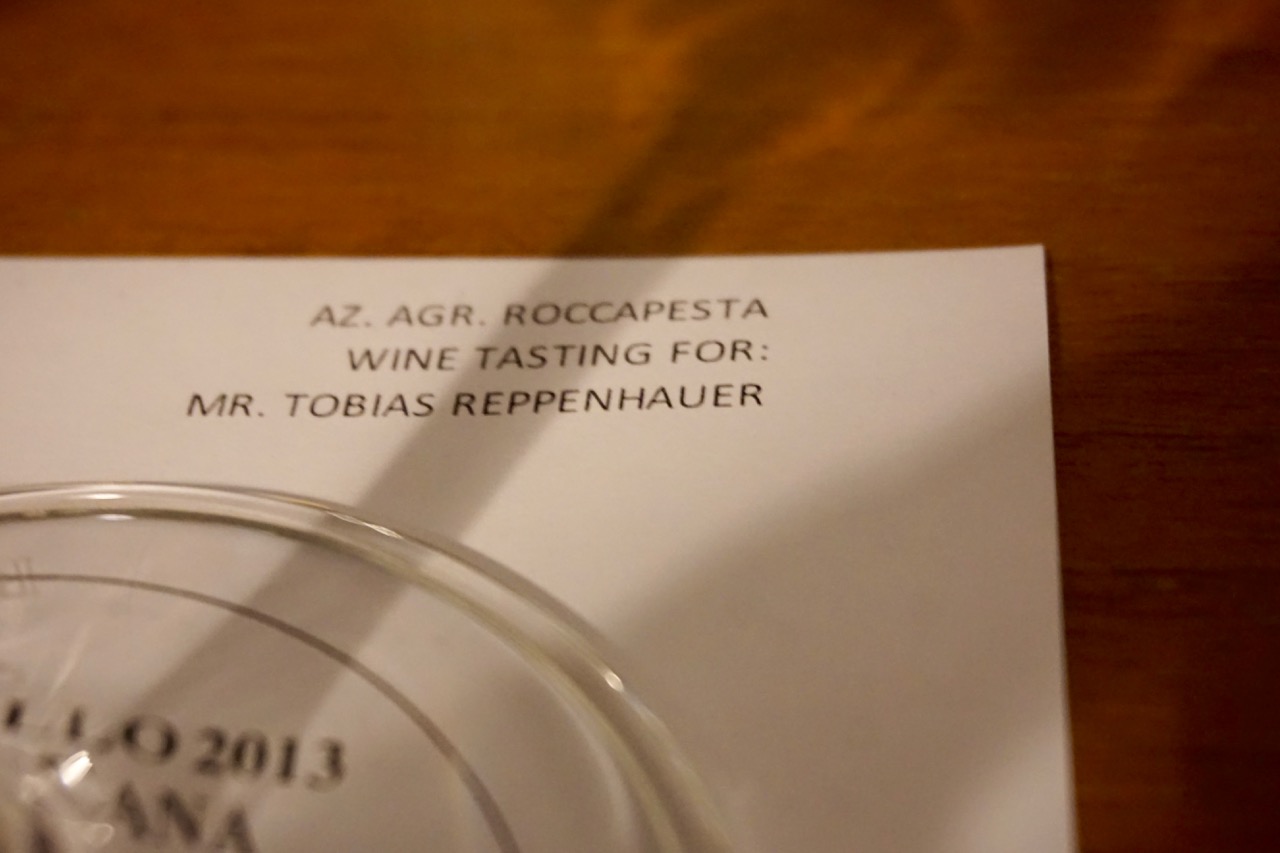 AZ. AGR. ROCCAPESTA
WINE TASTING FOR:
MR. TOBIAS REPPENHAUER
2013